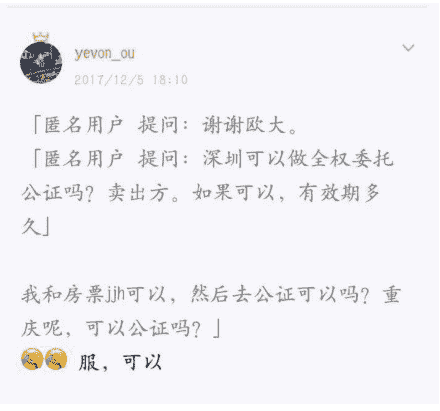 yevon_ou
2017/12/5 18:10
「匿名用户 提问：谢谢欧大。
「匿名用户 提问：深圳可以做全权委托
公证吗？卖出方。如果可以，有效期多
久」
我和房票jjh可以，然后去公证可以吗？重
庆呢，可以公证吗？」
服，可以